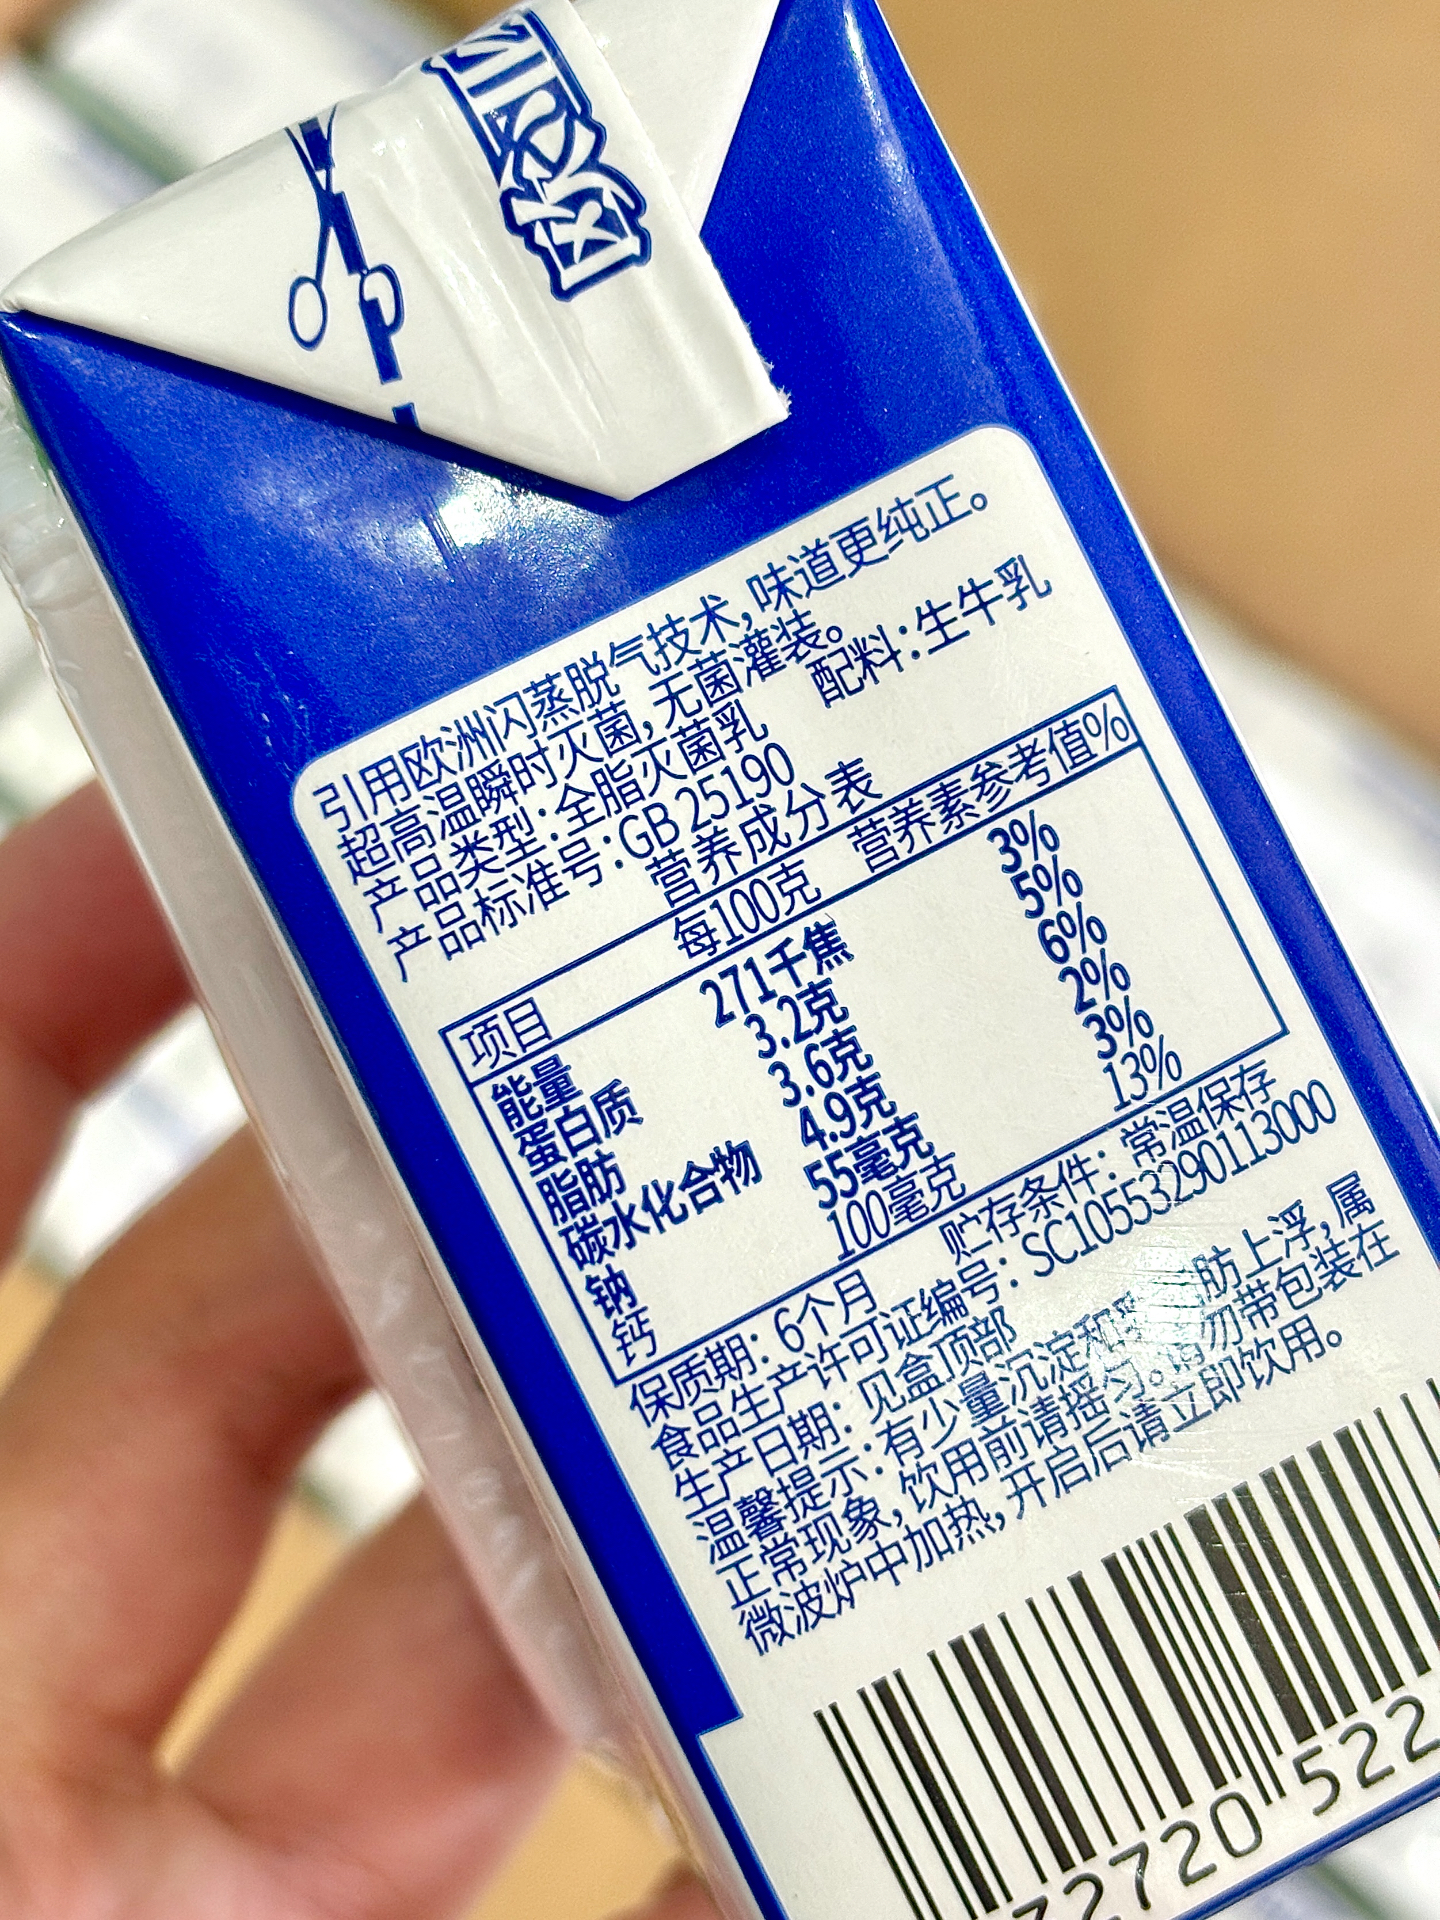 欧亚
引用欧洲闪蒸脱气技术,味道更纯正。
超高温瞬时灭菌,无菌灌装。
产品类型:全脂灭菌乳 配料:生牛乳
产品标准号:GB 25190
营养成分表
项目 每100克 营养素参考值%
能量 271千焦 3%
蛋白质 3.2克 5%
脂肪 3.6克 6%
碳水化合物 4.9克 2%
钠 55毫克 3%
钙 100毫克 13%
保质期: 6个月 贮存条件: 常温保存
食品生产许可证编号: SC10553290113000
生产日期: 见盒顶部
温馨提示:有少量沉淀和 肪上浮,属
正常现象,饮用前请摇匀。 勿带包装在
微波炉中加热,开启后请立即饮用。
72720 522